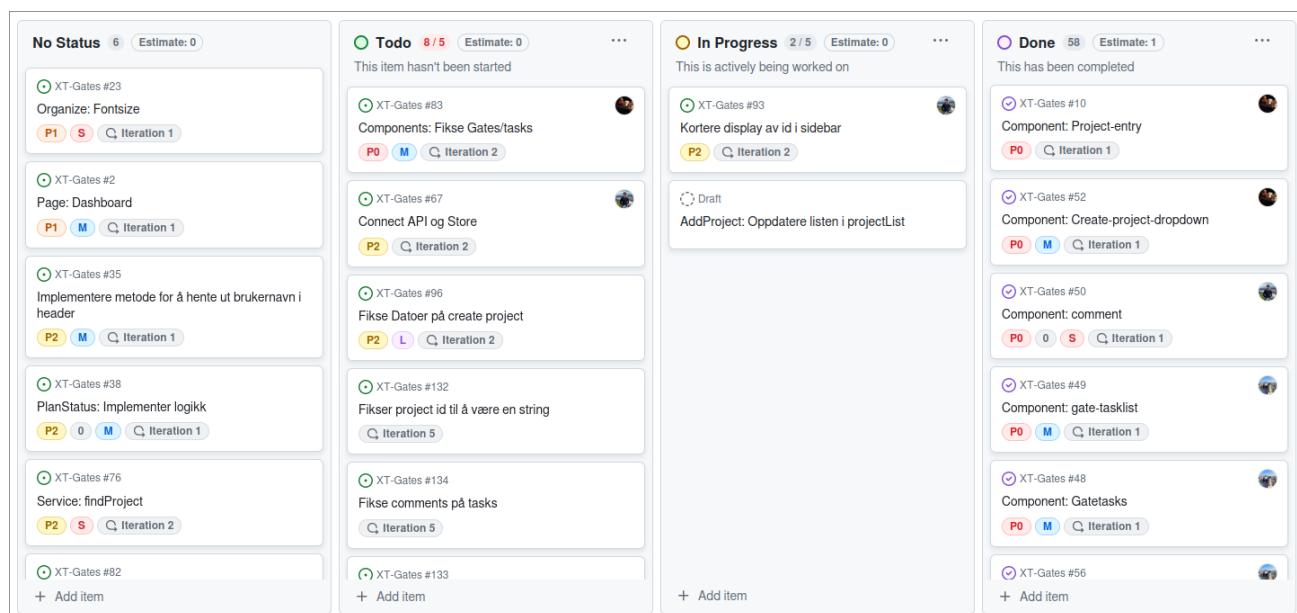 No Status 6 Estimate: 0
XT-Gates #23
Organize: Fontsize
P1 S Iteration 1
XT-Gates #2
Page: Dashboard
P1 M Iteration 1
XT-Gates #35
Implementere metode for å hente ut brukernavn i
header
P2 M Iteration 1
XT-Gates #38
PlanStatus: Implementer logikk
P2 0 M Iteration 1
XT-Gates #76
Service: findProject
P2 S Iteration 2
XT-Gates #82
+ Add item
Todo 8 / 5 Estimate: 0 ...
This item hasn't been started
XT-Gates #83
Components: Fikse Gates/tasks
P0 M Iteration 2
XT-Gates #67
Connect API og Store
P2 Iteration 2
XT-Gates #96
Fikse Datoer på create project
P2 L Iteration 2
XT-Gates #132
Fikser project id til å være en string
Iteration 5
XT-Gates #134
Fikse comments på tasks
Iteration 5
XT-Gates #133
+ Add item
In Progress 2 / 5 Estimate: 0 ...
This is actively being worked on
XT-Gates #93
Kortere display av id i sidebar
P2 Iteration 2
Draft
AddProject: Oppdatere listen i projectList
+ Add item
Done 58 Estimate: 1 ...
This has been completed
XT-Gates #10
Component: Project-entry
P0 Iteration 1
XT-Gates #52
Component: Create-project-dropdown
P0 M Iteration 1
XT-Gates #50
Component: comment
P0 0 S Iteration 1
XT-Gates #49
Component: gate-tasklist
P0 M Iteration 1
XT-Gates #48
Component: Gatetasks
P0 M Iteration 1
XT-Gates #56
+ Add item